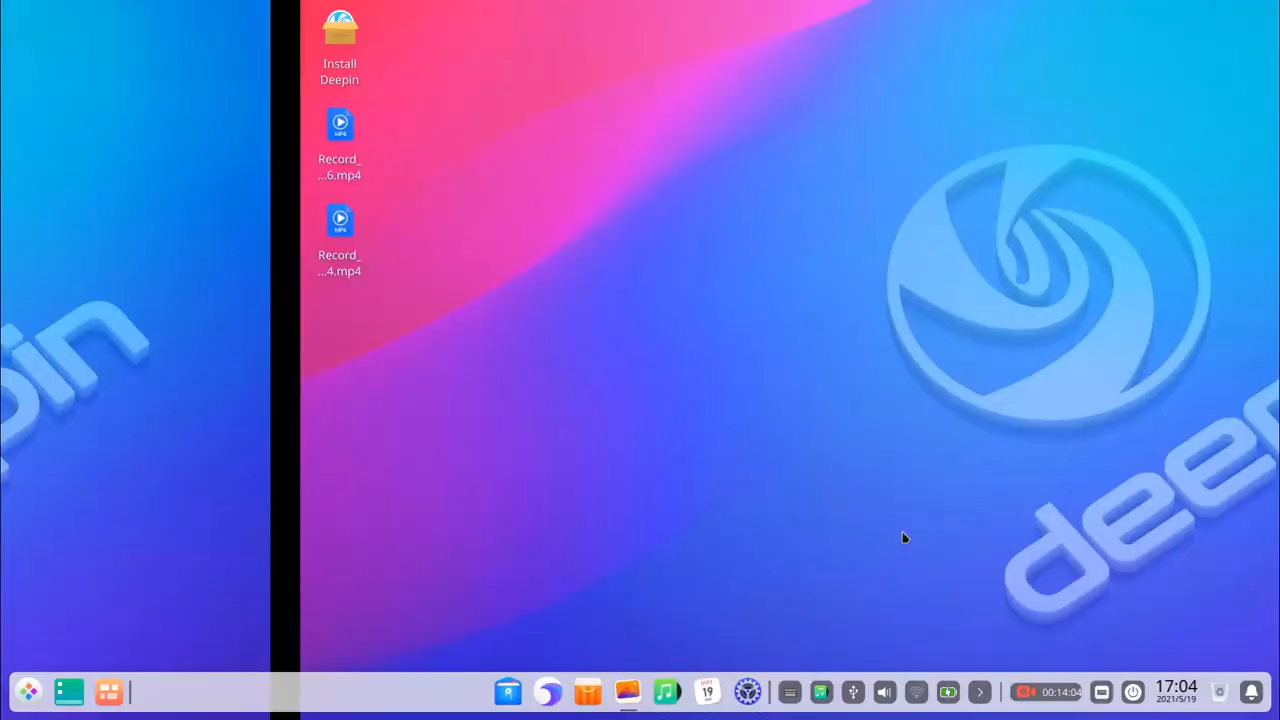 Install
Deepin
Record_
...6.mp4
Record_
...4.mp4
pin
deep
MAY
19
00:14:04
17:04
2021/5/19